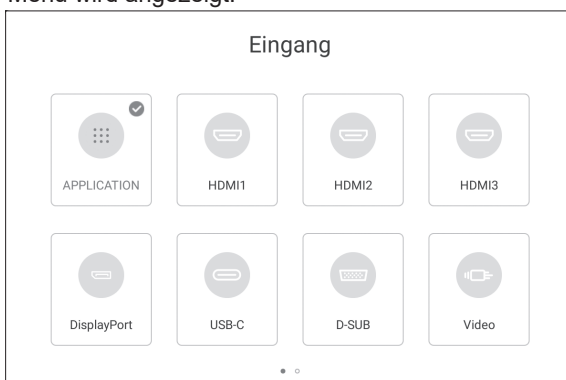 Menü wird angezeigt.
Eingang
APPLICATION HDMI1 HDMI2 HDMI3
DisplayPort USB-C D-SUB Video